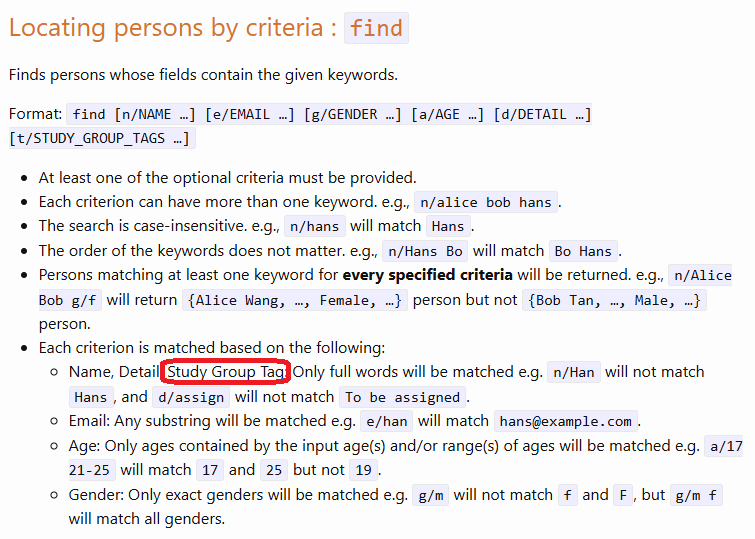 Locating persons by criteria : find
Finds persons whose fields contain the given keywords.
Format: find [n/NAME …] [e/EMAIL …] [g/GENDER …] [a/AGE …] [d/DETAIL …]
[t/STUDY_GROUP_TAGS …]
At least one of the optional criteria must be provided.
Each criterion can have more than one keyword. e.g., n/alice bob hans.
The search is case-insensitive. e.g., n/hans will match Hans.
The order of the keywords does not matter. e.g., n/Hans Bo will match Bo Hans.
Persons matching at least one keyword for every specified criteria will be returned. e.g., n/Alice
Bob g/f will return {Alice Wang, …, Female, …} person but not {Bob Tan, …, Male, …}
person.
Each criterion is matched based on the following:
Name, Detail, Study Group Tag: Only full words will be matched e.g. n/Han will not match
Hans, and d/assign will not match To be assigned.
Email: Any substring will be matched e.g. e/han will match hans@example.com.
Age: Only ages contained by the input age(s) and/or range(s) of ages will be matched e.g. a/17
21-25 will match 17 and 25 but not 19.
Gender: Only exact genders will be matched e.g. g/m will not match f and F, but g/m f
will match all genders.